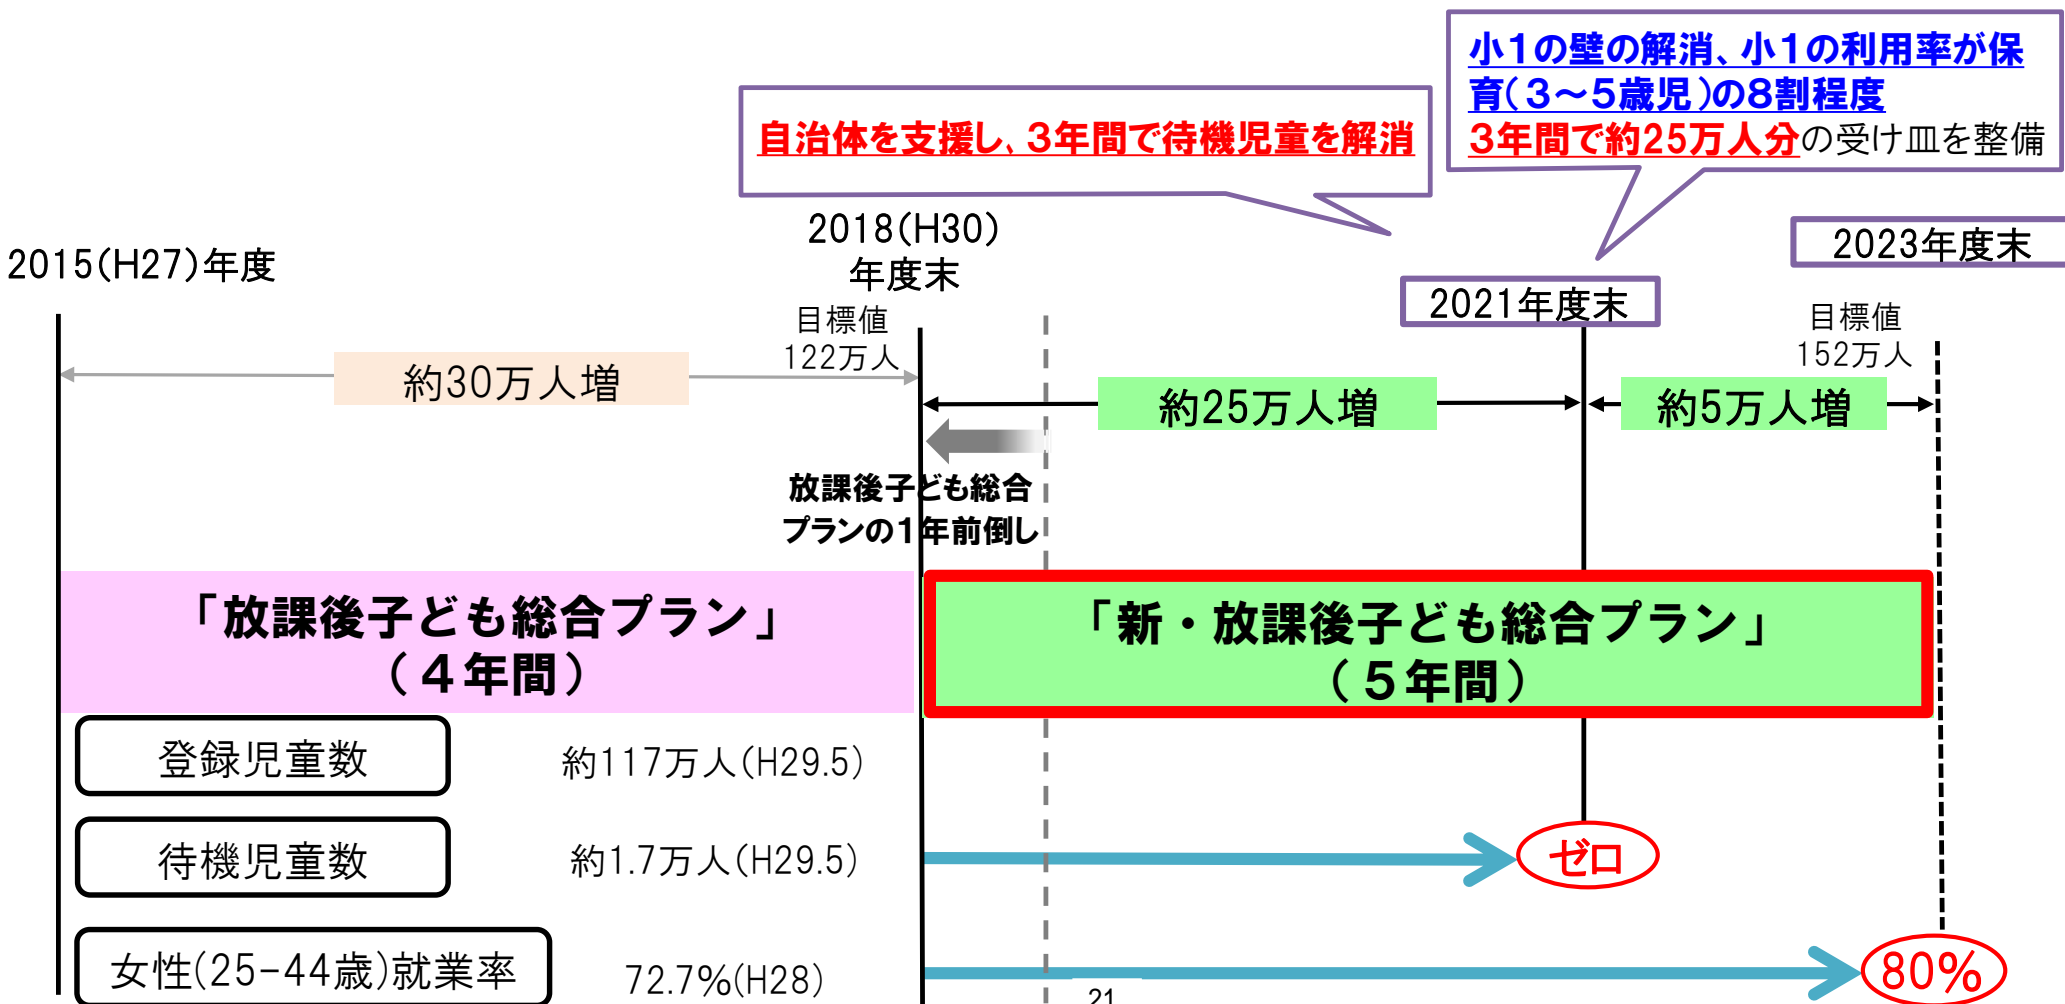 小1の壁の解消、小1の利用率が保
育(3～5歳児)の8割程度
3年間で約25万人分の受け皿を整備
自治体を支援し、3年間で待機児童を解消
2015(H27)年度
2018(H30)
年度末
2021年度末
2023年度末
目標値
122万人
目標値
152万人
約30万人増
約25万人増
約5万人増
放課後子ども総合
プランの1年前倒し
「放課後子ども総合プラン」
(4年間)
「新・放課後子ども総合プラン」
(5年間)
登録児童数
約117万人(H29.5)
待機児童数
約1.7万人(H29.5)
ゼロ
女性(25-44歳)就業率
72.7%(H28)
80%
21